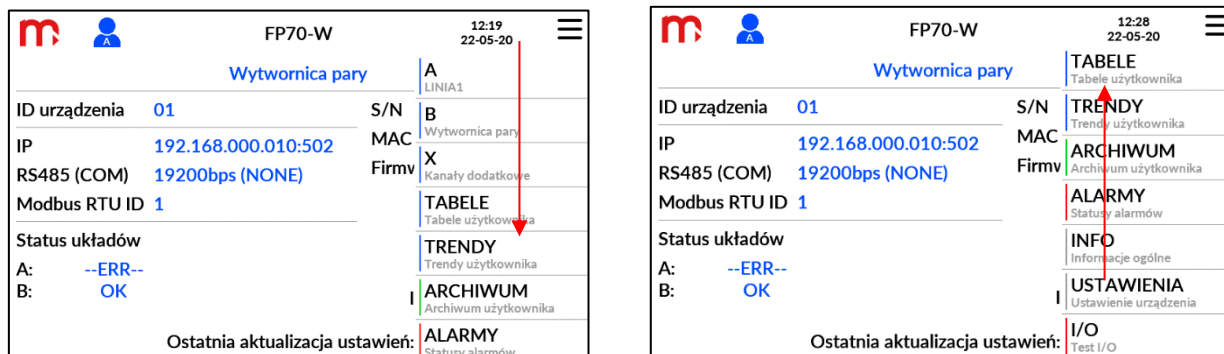 FP70-W
12:19
22-05-20
Wytwornica pary
ID urządzenia 01 S/N
IP 192.168.000.010:502 MAC
RS485 (COM) 19200bps (NONE) Firmv
Modbus RTU ID 1
Status układów
A: --ERR--
B: OK
Ostatnia aktualizacja ustawień:
A
LINIA1
B
Wytwornica pary
X
Kanały dodatkowe
TABELE
Tabele użytkownika
TRENDY
Trendy użytkownika
ARCHIWUM
Archiwum użytkownika
ALARMY
Statusy alarmów
FP70-W
12:28
22-05-20
Wytwornica pary
ID urządzenia 01 S/N
IP 192.168.000.010:502 MAC
RS485 (COM) 19200bps (NONE) Firmv
Modbus RTU ID 1
Status układów
A: --ERR--
B: OK
Ostatnia aktualizacja ustawień:
TABELE
Tabele użytkownika
TRENDY
Trendy użytkownika
ARCHIWUM
Archiwum użytkownika
ALARMY
Statusy alarmów
INFO
Informacje ogólne
USTAWIENIA
Ustawienie urządzenia
I/O
Test I/O